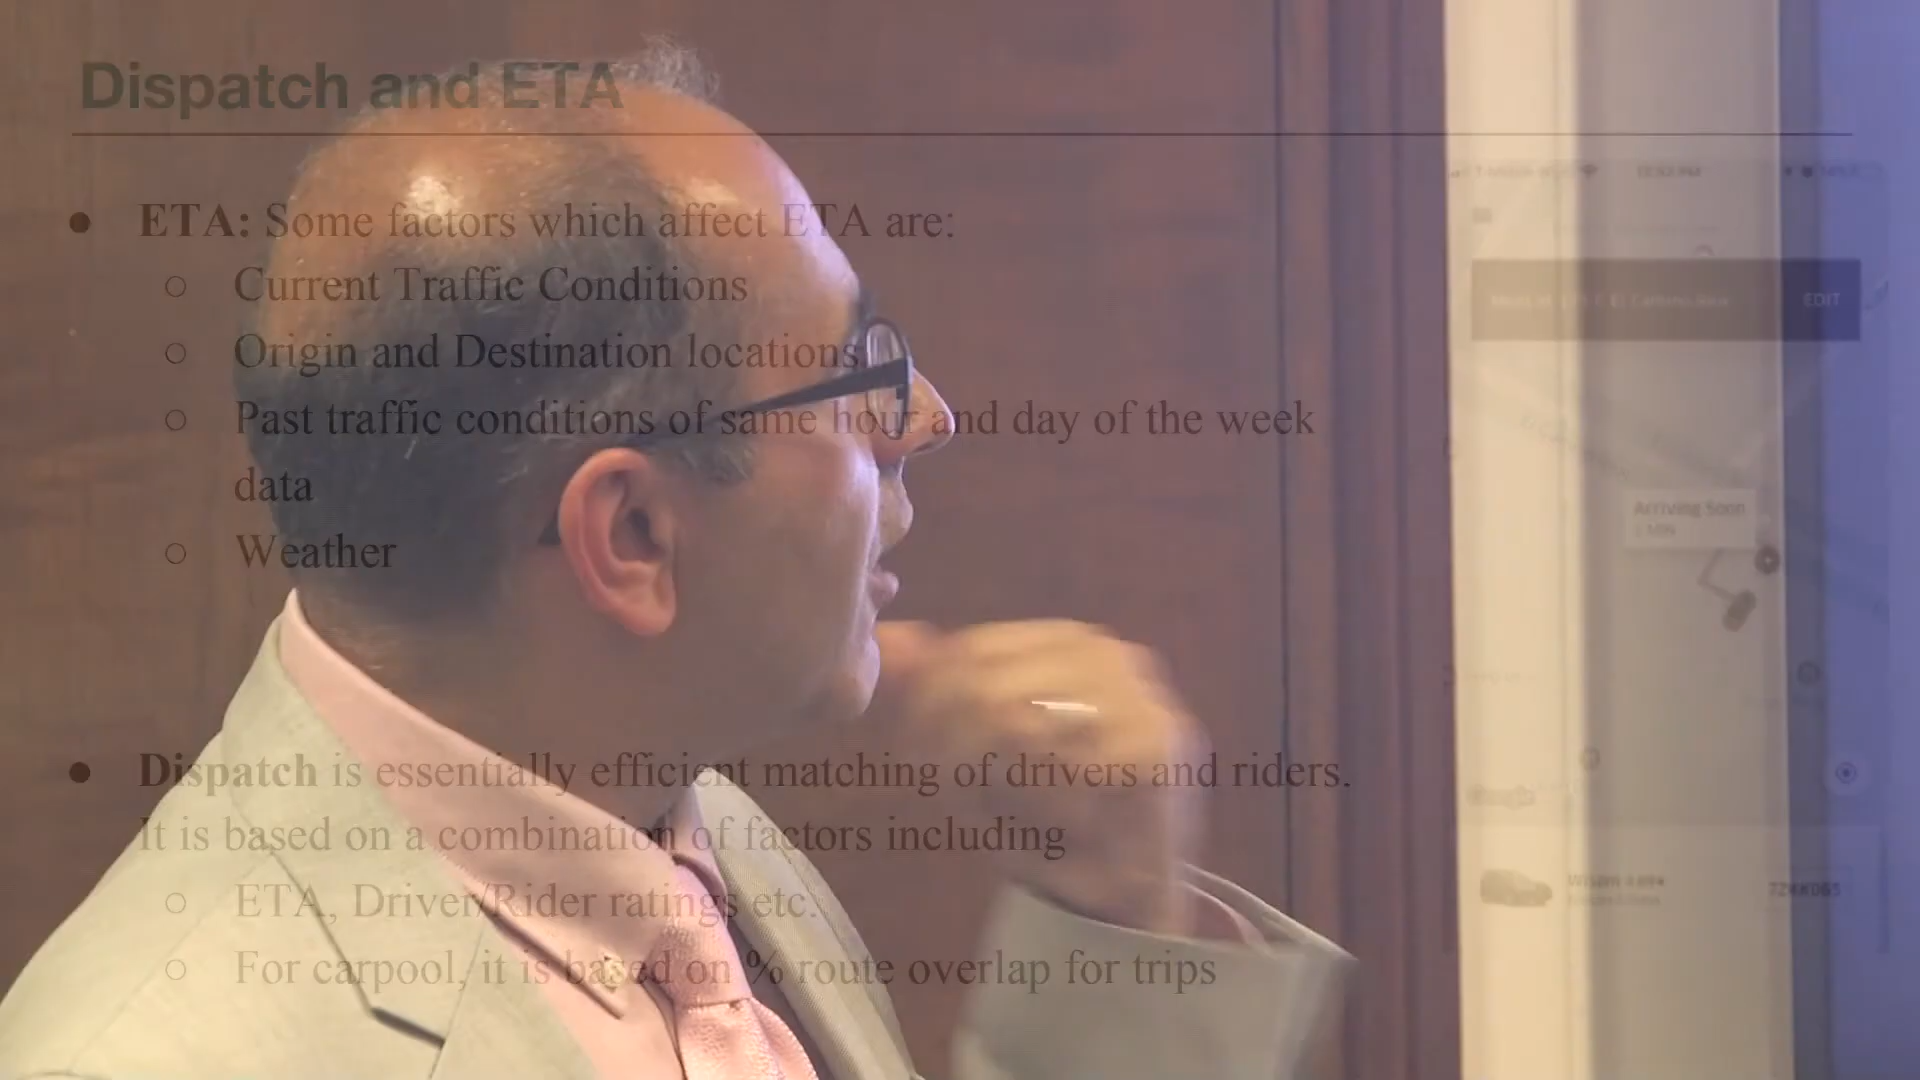 Dispatch and ETA
● ETA: Some factors which affect ETA are:
○ Current Traffic Conditions
○ Origin and Destination locations
○ Past traffic conditions of same hour and day of the week
data
○ Weather
● Dispatch is essentially efficient matching of drivers and riders.
It is based on a combination of factors including
○ ETA, Driver/Rider ratings etc.
○ For carpool, it is based on % route overlap for trips
EDIT
Arriving Soon